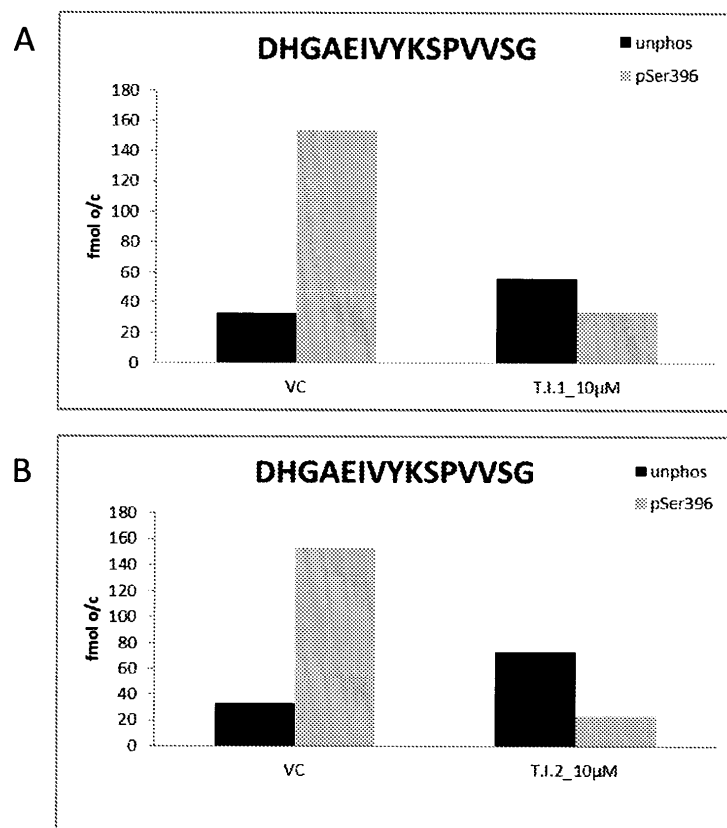 A
DHGAEIVYKSPVVSG
unphos
pSer396
180
160
140
120
100
80
60
40
20
0
fmol o/c
VC
T.I.1_10µM
B
DHGAEIVYKSPVVSG
unphos
pSer396
180
160
140
120
100
80
60
40
20
0
fmol o/c
VC
T.I.2_10µM